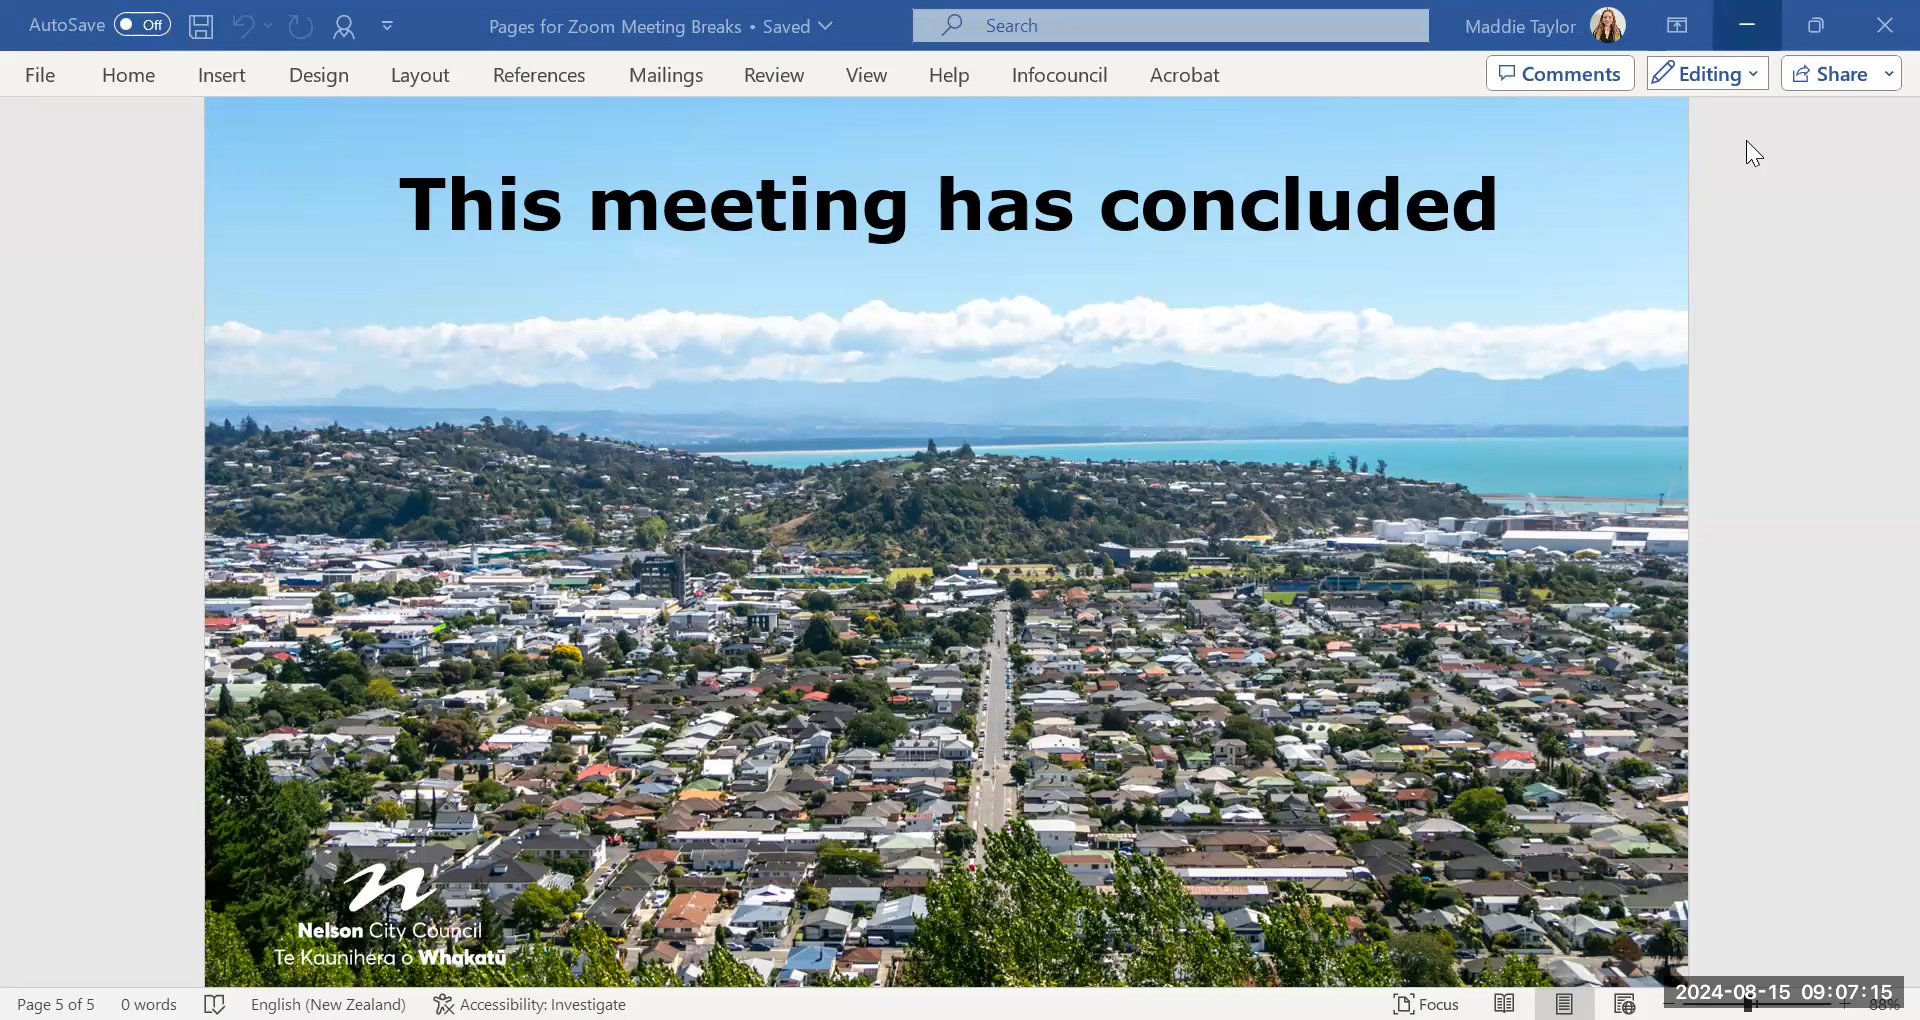 AutoSave Off Pages for Zoom Meeting Breaks • Saved Search Maddie Taylor
File Home Insert Design Layout References Mailings Review View Help Infocouncil Acrobat Comments Editing Share
This meeting has concluded
Nelson City Council
Te Kaunihera o Whakatū
Page 5 of 5 0 words English (New Zealand) Accessibility: Investigate Focus 88%
2024-08-15 09:07:15